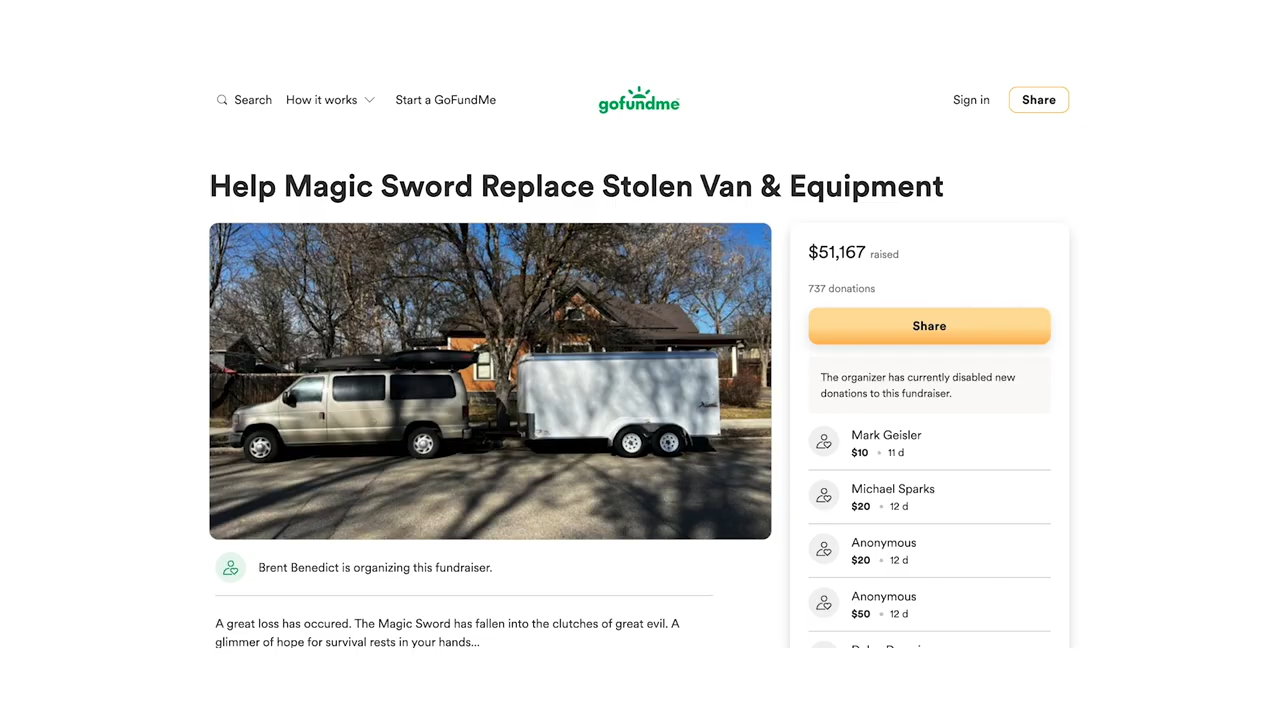 Search How it works Start a GoFundMe gofundme Sign in Share
Help Magic Sword Replace Stolen Van & Equipment
$51,167 raised
737 donations
Share
The organizer has currently disabled new
donations to this fundraiser.
Mark Geisler
$10 • 11 d
Michael Sparks
$20 • 12 d
Anonymous
$20 • 12 d
Anonymous
$50 • 12 d
Brent Benedict is organizing this fundraiser.
A great loss has occured. The Magic Sword has fallen into the clutches of great evil. A
glimmer of hope for survival rests in your hands...